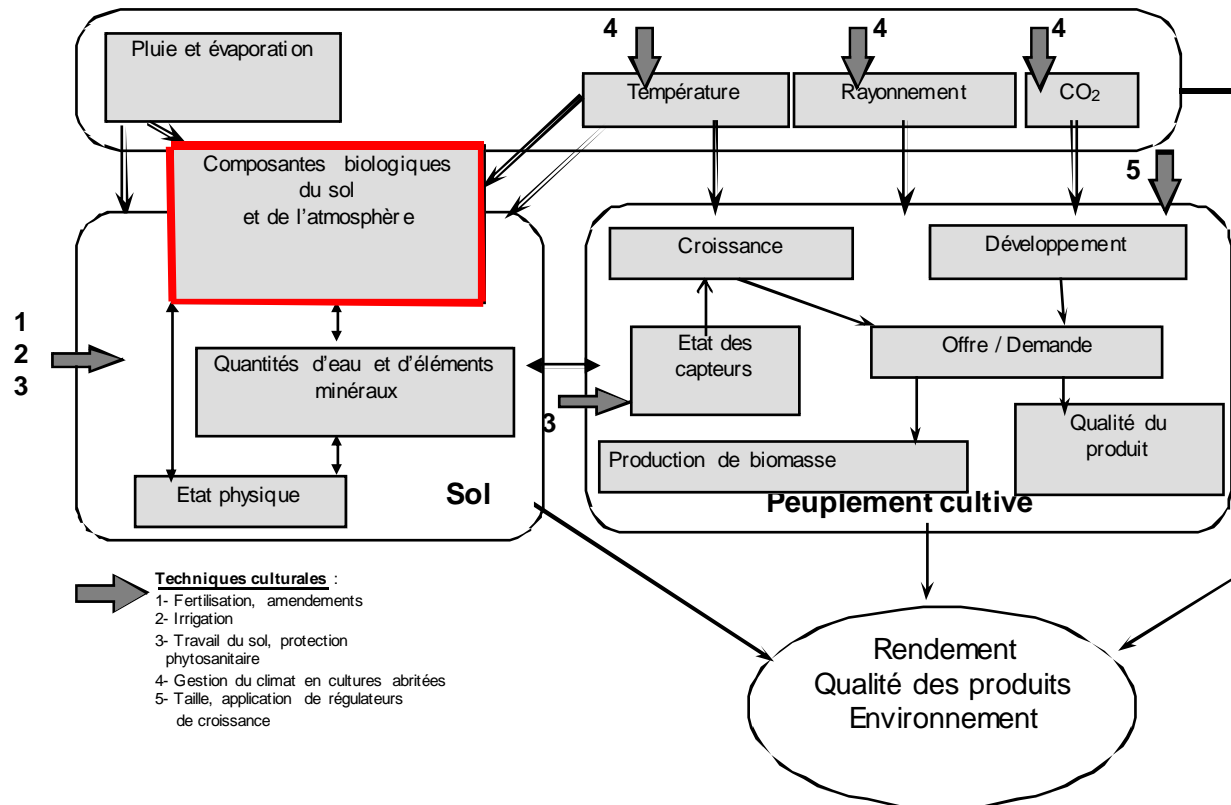 4
4
4
Pluie et évaporation
Température
Rayonnement
CO₂
5
Composantes biologiques
du sol
et de l'atmosphère
Croissance
Développement
1
2
3
Quantités d'eau et d'éléments
minéraux
Etat des
capteurs
Offre / Demande
3
Qualité du
produit
Production de biomasse
Etat physique
Sol
Peuplement cultive
Techniques culturales :
1- Fertilisation, amendements
2- Irrigation
3- Travail du sol, protection
phytosanitaire
4- Gestion du climat en cultures abritées
5- Taille, application de régulateurs
de croissance
Rendement
Qualité des produits
Environnement